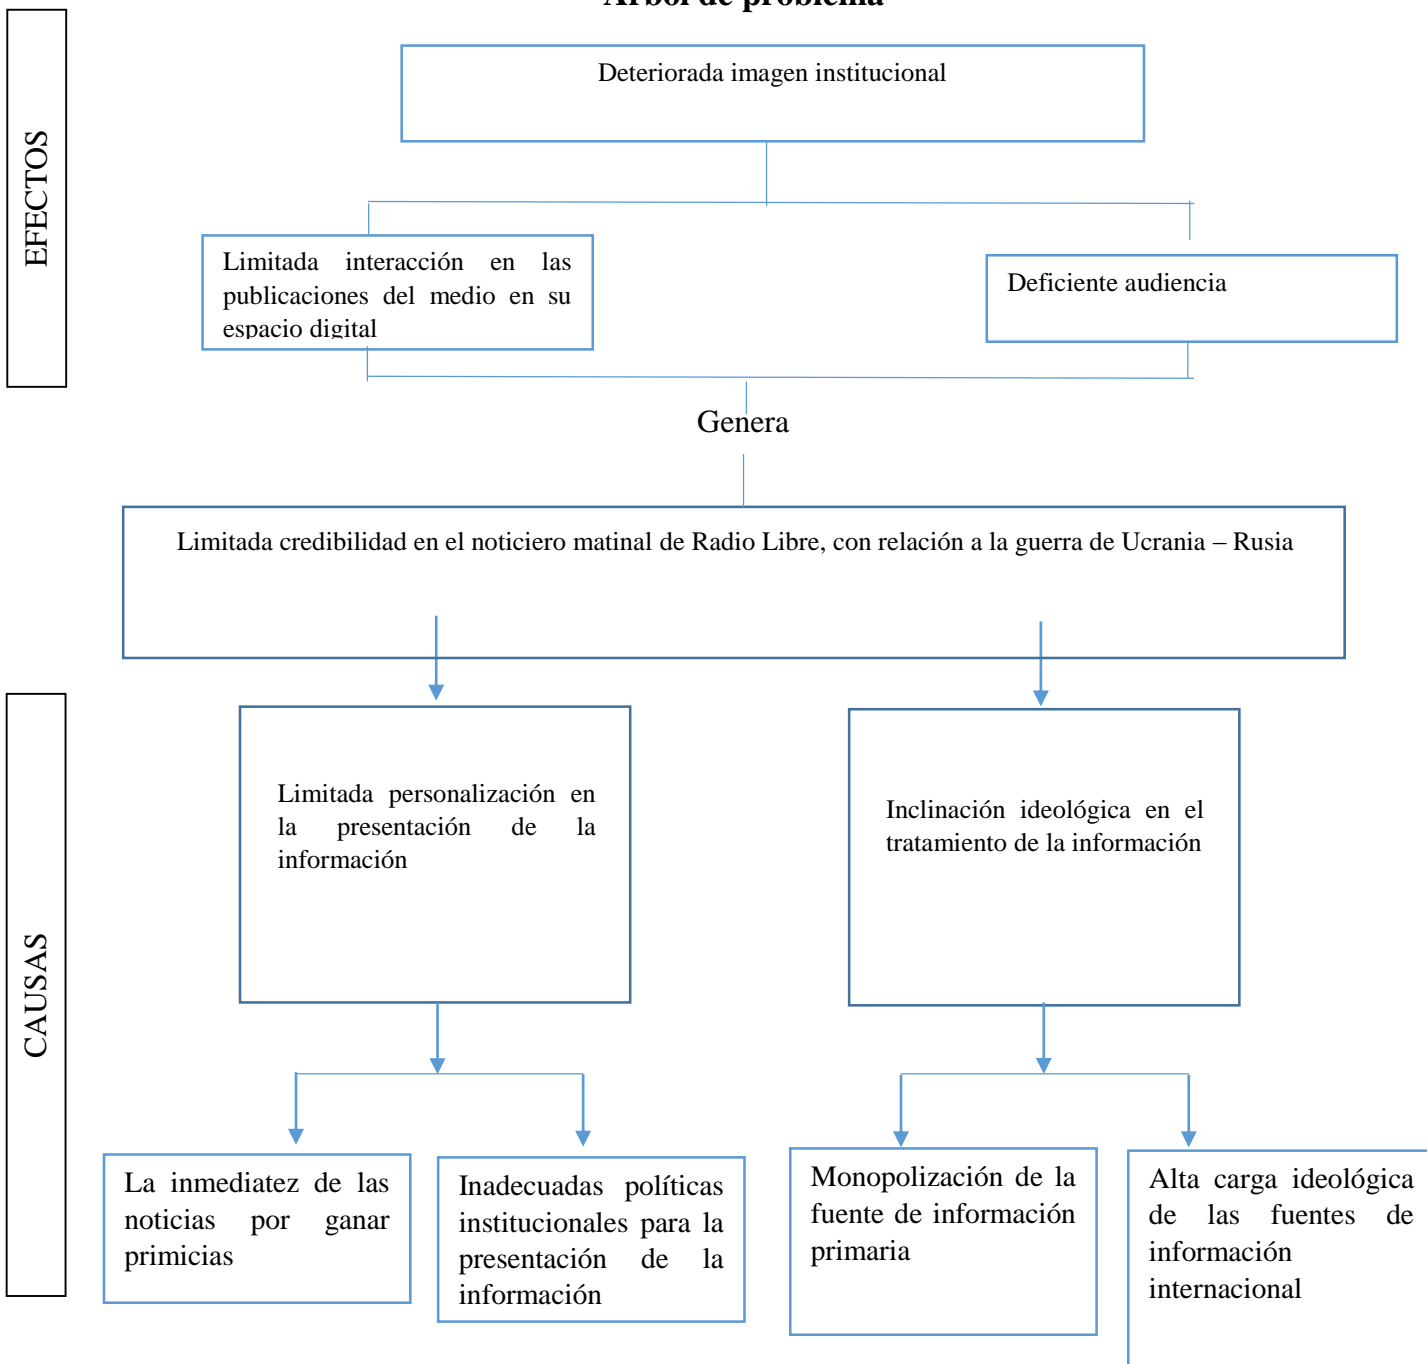 Árbol de problema
EFECTOS
Deteriorada imagen institucional
Limitada interacción en las
publicaciones del medio en su
espacio digital
Deficiente audiencia
Genera
Limitada credibilidad en el noticiero matinal de Radio Libre, con relación a la guerra de Ucrania – Rusia
CAUSAS
Limitada personalización en
la presentación de la
información
Inclinación ideológica en el
tratamiento de la información
La inmediatez de las
noticias por ganar
primicias
Inadecuadas políticas
institucionales para la
presentación de la
información
Monopolización de la
fuente de información
primaria
Alta carga ideológica
de las fuentes de
información
internacional